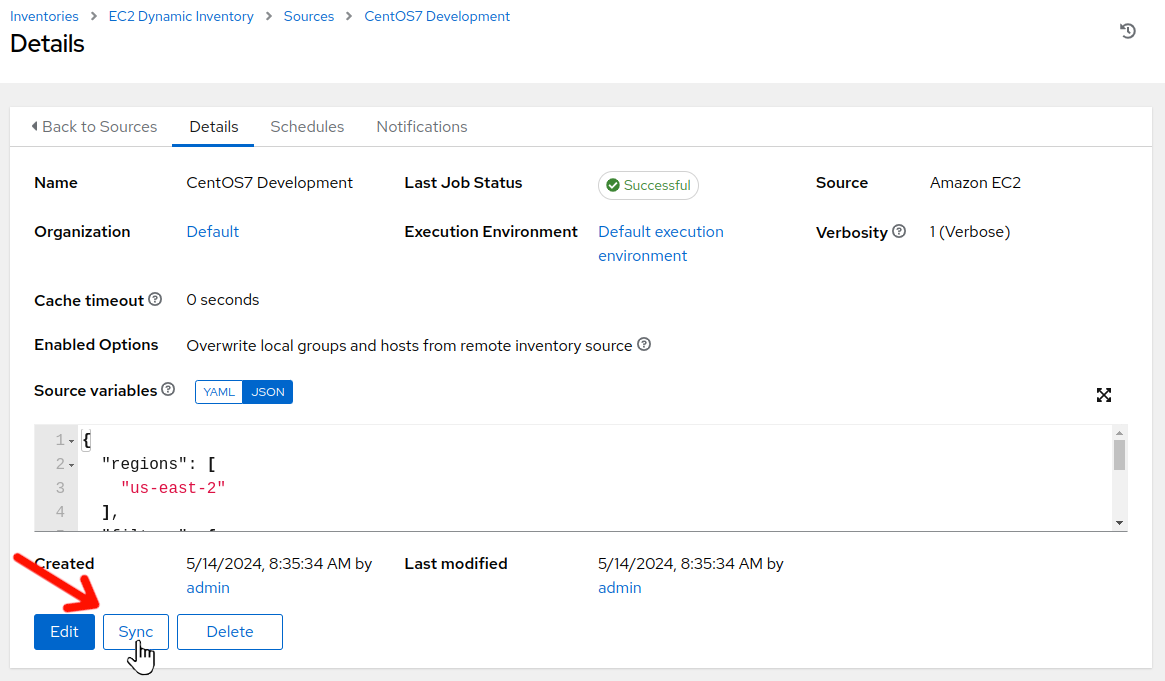 Inventories > EC2 Dynamic Inventory > Sources > CentOS7 Development
Details
Back to Sources Details Schedules Notifications
Name CentOS7 Development Last Job Status Successful Source Amazon EC2
Organization Default Execution Environment Default execution environment Verbosity 1 (Verbose)
Cache timeout 0 seconds
Enabled Options Overwrite local groups and hosts from remote inventory source
Source variables YAML JSON
1 {
2 "regions": [
3 "us-east-2"
4 ],
Created 5/14/2024, 8:35:34 AM by admin Last modified 5/14/2024, 8:35:34 AM by admin
Edit Sync Delete